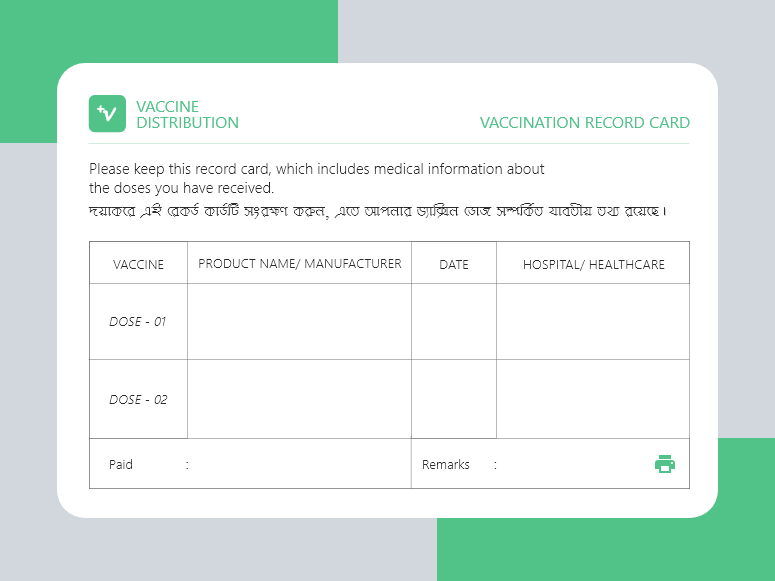 VACCINE
DISTRIBUTION
VACCINATION RECORD CARD
Please keep this record card, which includes medical information about
the doses you have received.
দয়াকরে এই রেকর্ড কার্ডটি সংরক্ষণ করুন, এতে আপনার ভ্যাক্সিন ডোজ সম্পর্কিত যাবতীয় তথ্য রয়েছে।
VACCINE
PRODUCT NAME/ MANUFACTURER
DATE
HOSPITAL/ HEALTHCARE
DOSE - 01
DOSE - 02
Paid :
Remarks :